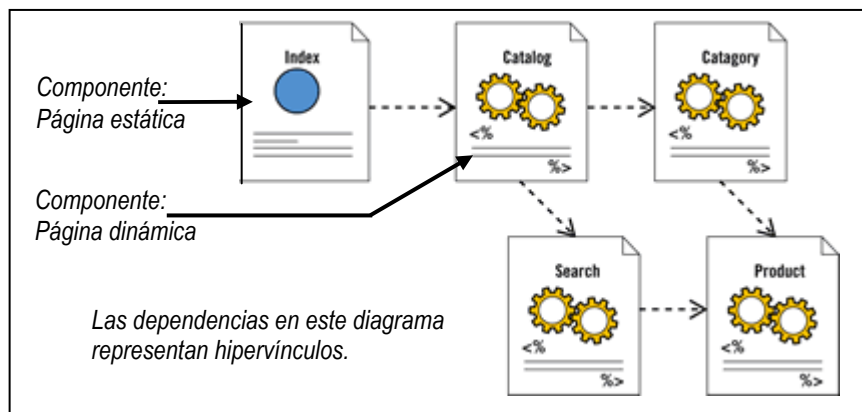 Index
Catalog
Catagory
Componente:
Página estática
<%
%>
<%
%>
Componente:
Página dinámica
Search
Product
<%
%>
<%
%>
Las dependencias en este diagrama
representan hipervínculos.